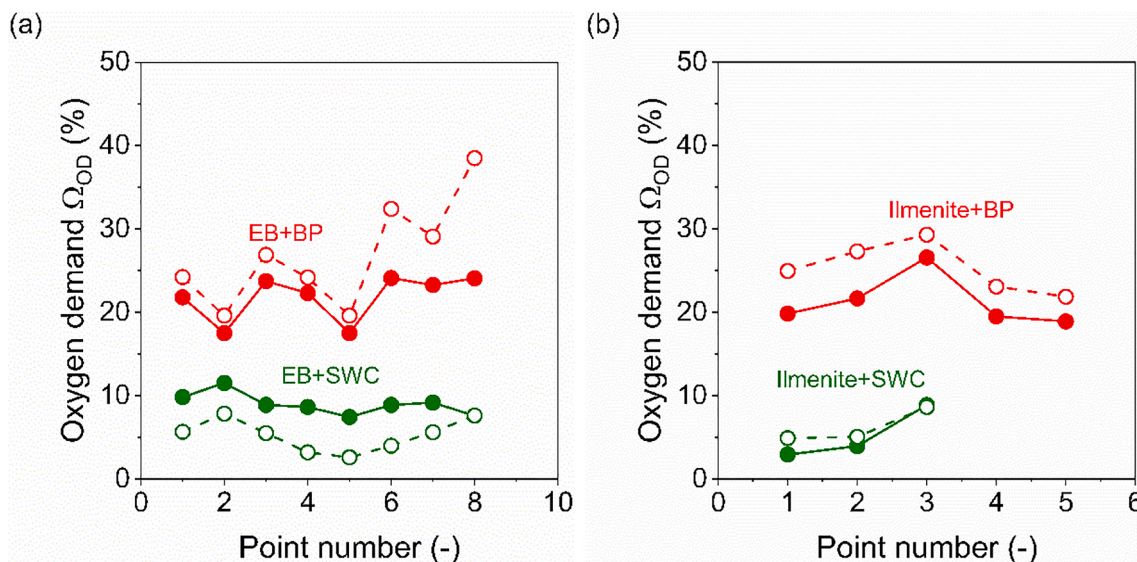 (a)
50
40
30
20
10
0
Oxygen demand Ω_OD (%)
EB+BP
EB+SWC
0 2 4 6 8 10
Point number (-)
(b)
50
40
30
20
10
0
Oxygen demand Ω_OD (%)
Ilmenite+BP
Ilmenite+SWC
0 1 2 3 4 5 6
Point number (-)